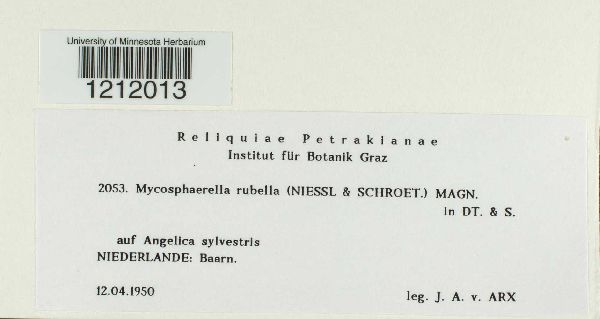 University of Minnesota Herbarium
1212013
Reliquiae Petrakianae
Institut für Botanik Graz
2053. Mycosphaerella rubella (NIESSL & SCHROET.) MAGN.
in DT. & S.
auf Angelica sylvestris
NIEDERLANDE: Baarn.
12.04.1950
leg. J. A. v. ARX